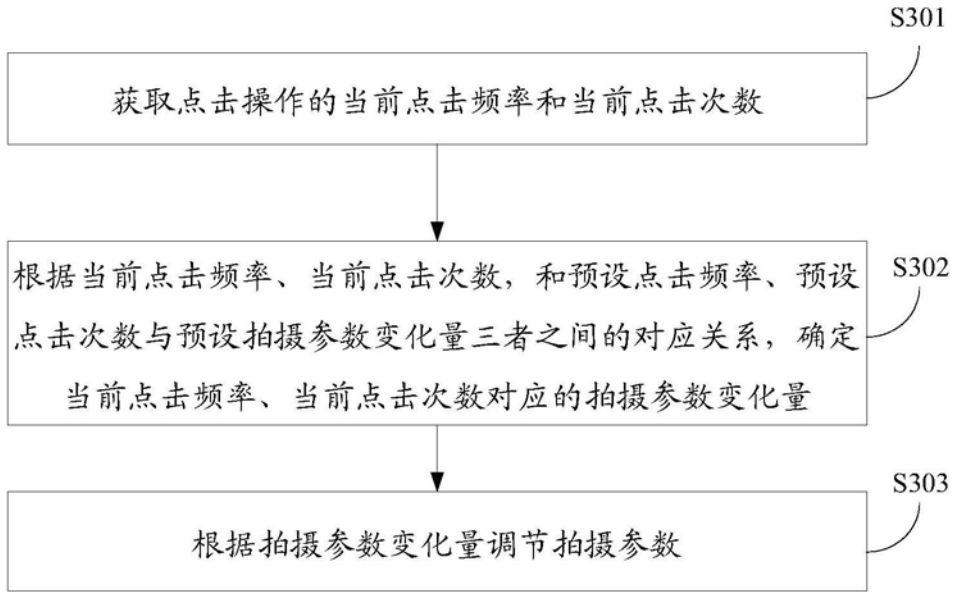 S301
获取点击操作的当前点击频率和当前点击次数
S302
根据当前点击频率、当前点击次数，和预设点击频率、预设
点击次数与预设拍摄参数变化量三者之间的对应关系，确定
当前点击频率、当前点击次数对应的拍摄参数变化量
S303
根据拍摄参数变化量调节拍摄参数